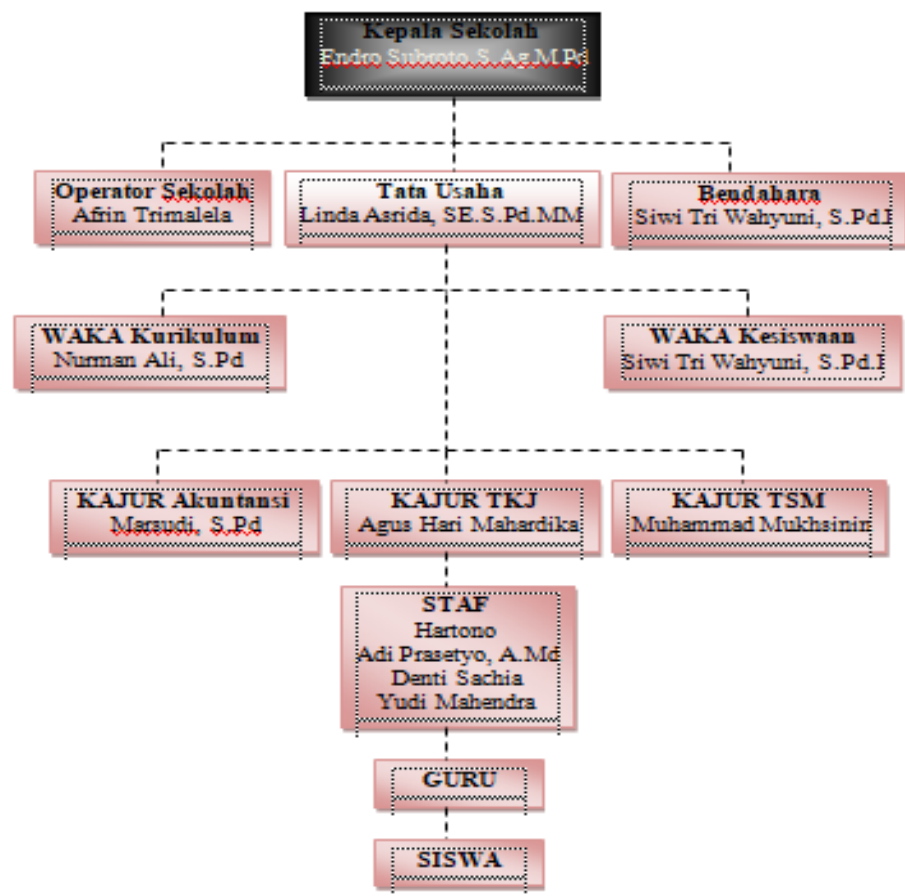 Kepala Sekolah
Endro Subroto.S.Ag.M.Pd
Operator Sekolah
Afrin Trimalela
Tata Usaha
Linda Asrida, SE.S.Pd.MM
Bendahara
Siwi Tri Wahyuni, S.Pd.I
WAKA Kurikulum
Nurman Ali, S.Pd
WAKA Kesiswaan
Siwi Tri Wahyuni, S.Pd.I
KAJUR Akuntansi
Marsudi, S.Pd
KAJUR TKJ
Agus Hari Mahardika
KAJUR TSM
Muhammad Mukhsinin
STAF
Hartono
Adi Prasetyo, A.Md
Denti Sachia
Yudi Mahendra
GURU
SISWA